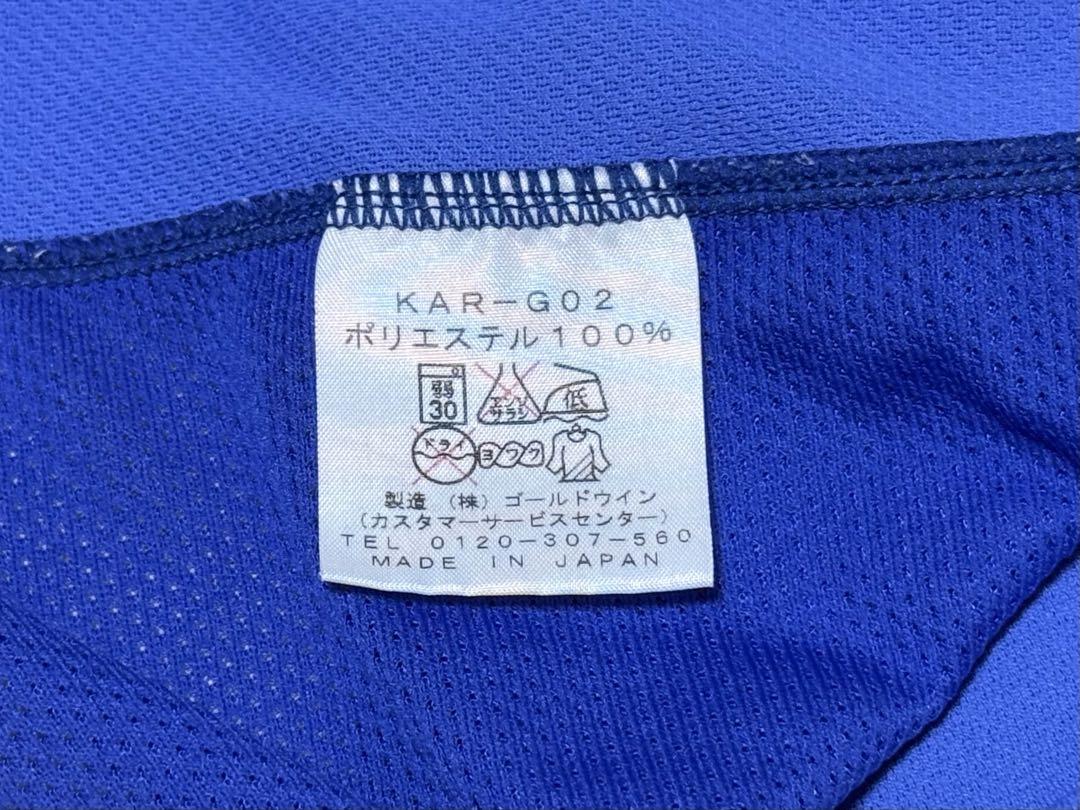 KAR-G02
ポリエステル100%
弱
30
エンソ
サラシ
低
ドライ
ヨワク
製造 (株) ゴールドウイン
(カスタマーサービスセンター)
TEL 0120-307-560
MADE IN JAPAN